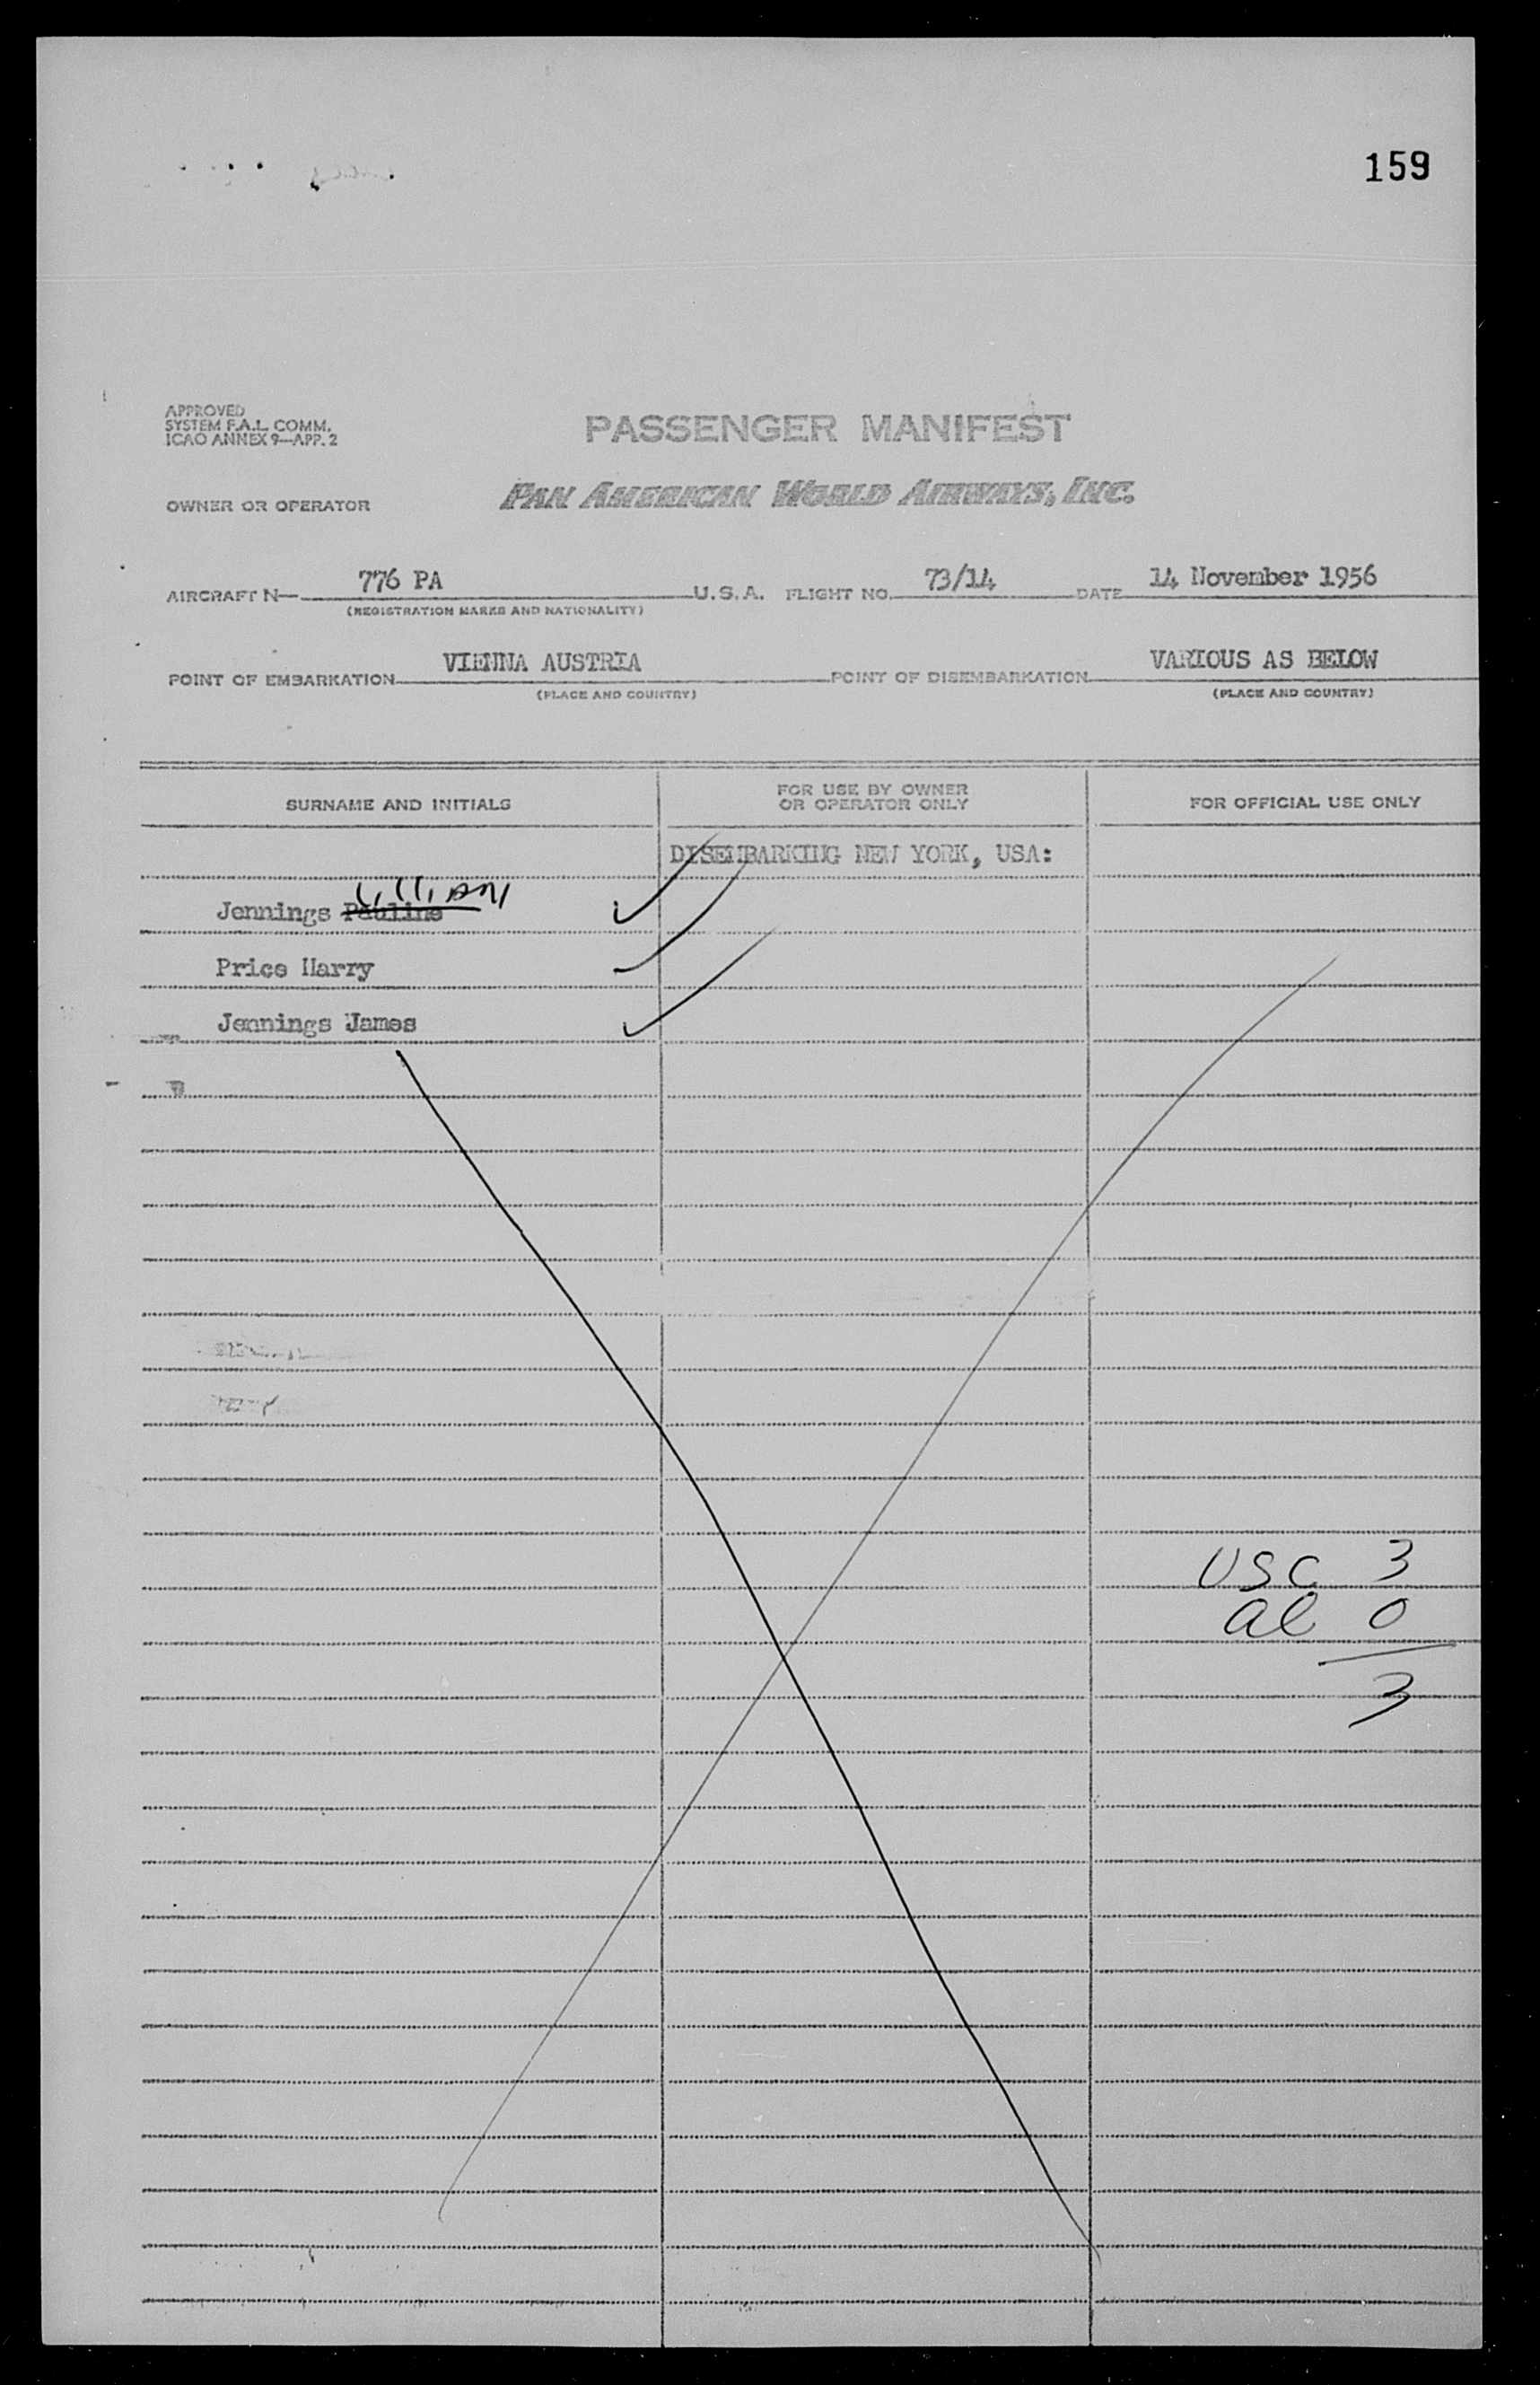 159
APPROVED
SYSTEM F.A.L. COMM.
ICAO ANNEX 9—APP. 2
PASSENGER MANIFEST
OWNER OR OPERATOR PAN AMERICAN WORLD AIRWAYS, INC.
AIRCRAFT N— 776 PA U.S.A. FLIGHT NO. 73/14 DATE 14 November 1956
(REGISTRATION MARKS AND NATIONALITY)
POINT OF EMBARKATION VIENNA AUSTRIA POINT OF DISEMBARKATION VARIOUS AS BELOW
(PLACE AND COUNTRY) (PLACE AND COUNTRY)
SURNAME AND INITIALS FOR USE BY OWNER OR OPERATOR ONLY FOR OFFICIAL USE ONLY
DISEMBARKING NEW YORK, USA:
Lillian
Jennings Pauline
Price Harry
Jennings James
USC 3
al 0
3